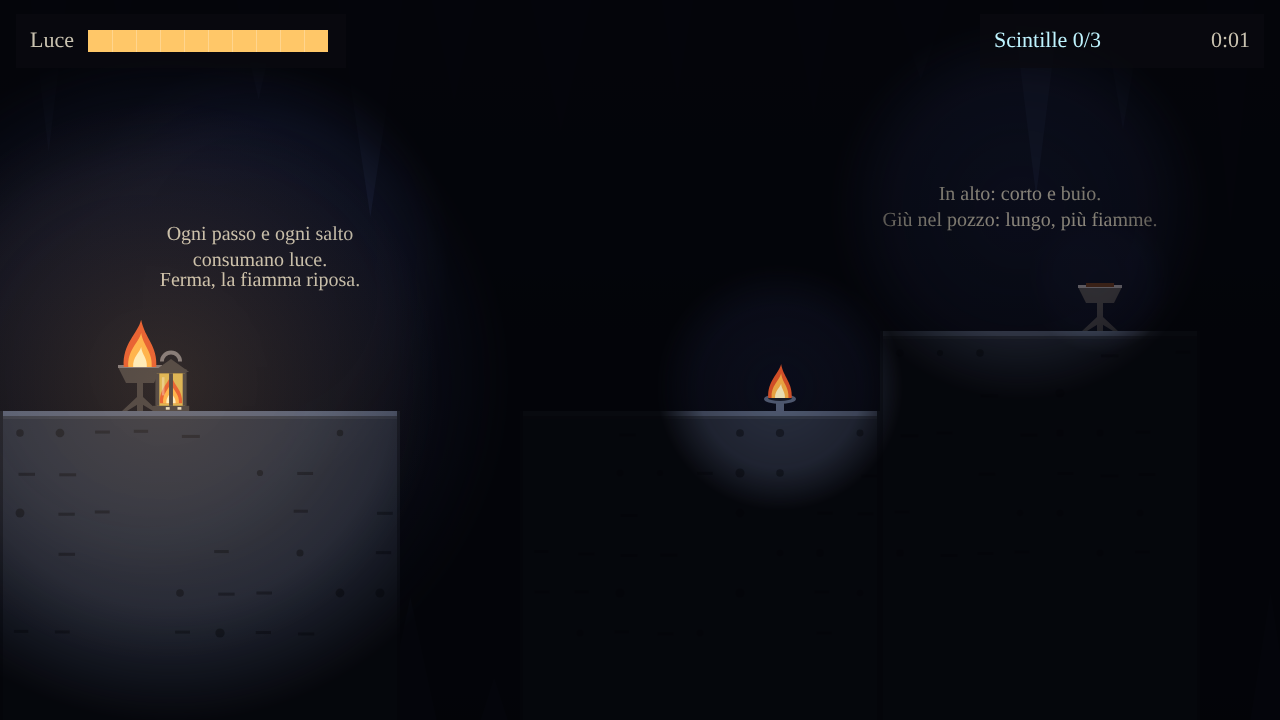 Luce
Scintille 0/3
0:01
In alto: corto e buio.
Giù nel pozzo: lungo, più fiamme.
Ogni passo e ogni salto
consumano luce.
Ferma, la fiamma riposa.